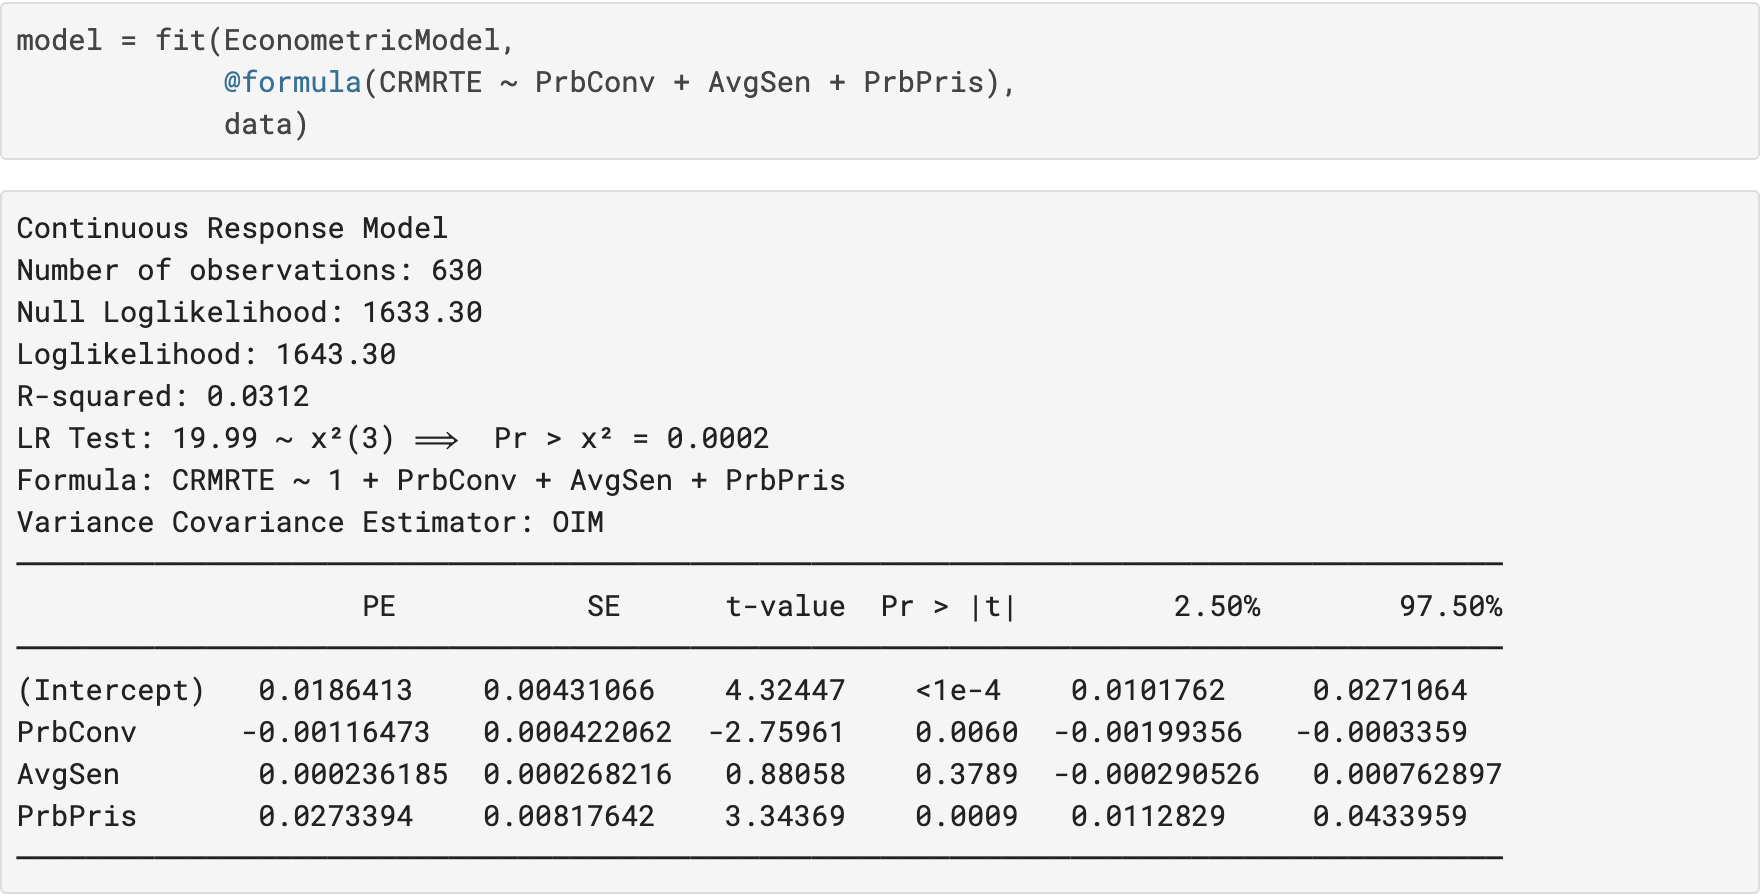 model = fit(EconometricModel,
            @formula(CRMRTE ~ PrbConv + AvgSen + PrbPris),
            data)
Continuous Response Model
Number of observations: 630
Null Loglikelihood: 1633.30
Loglikelihood: 1643.30
R-squared: 0.0312
LR Test: 19.99 ~ χ²(3) ⟹  Pr > χ² = 0.0002
Formula: CRMRTE ~ 1 + PrbConv + AvgSen + PrbPris
Variance Covariance Estimator: OIM
                    PE           SE      t-value  Pr > |t|         2.50%        97.50%
(Intercept)   0.0186413    0.00431066    4.32447    <1e-4    0.0101762     0.0271064
PrbConv      -0.00116473   0.000422062  -2.75961    0.0060  -0.00199356   -0.0003359
AvgSen        0.000236185  0.000268216   0.88058    0.3789  -0.000290526   0.000762897
PrbPris       0.0273394    0.00817642    3.34369    0.0009   0.0112829     0.0433959